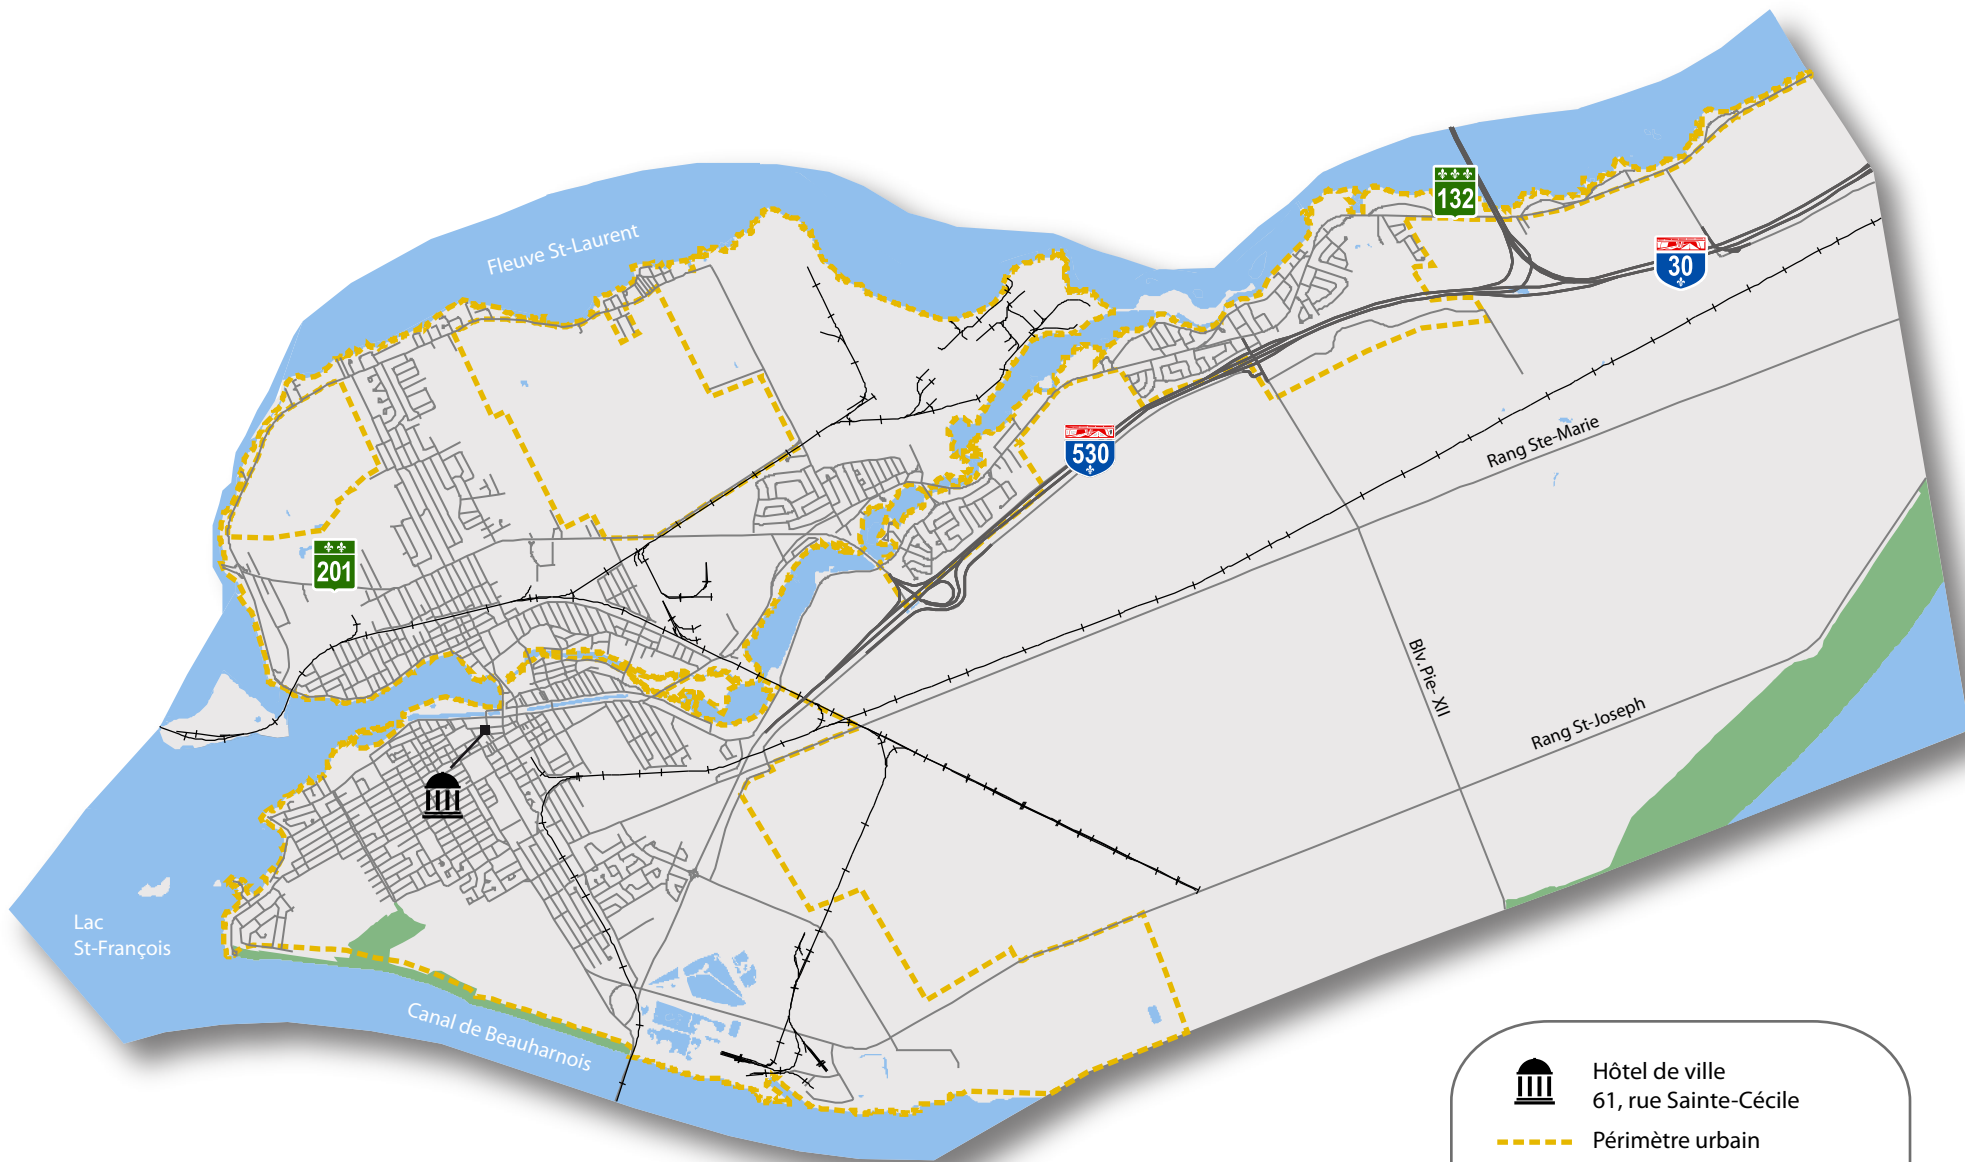 132
30
Fleuve St-Laurent
530
Rang Ste-Marie
201
Blv. Pie- XII
Rang St-Joseph
Lac
St-François
Canal de Beauharnois
Hôtel de ville
61, rue Sainte-Cécile
Périmètre urbain